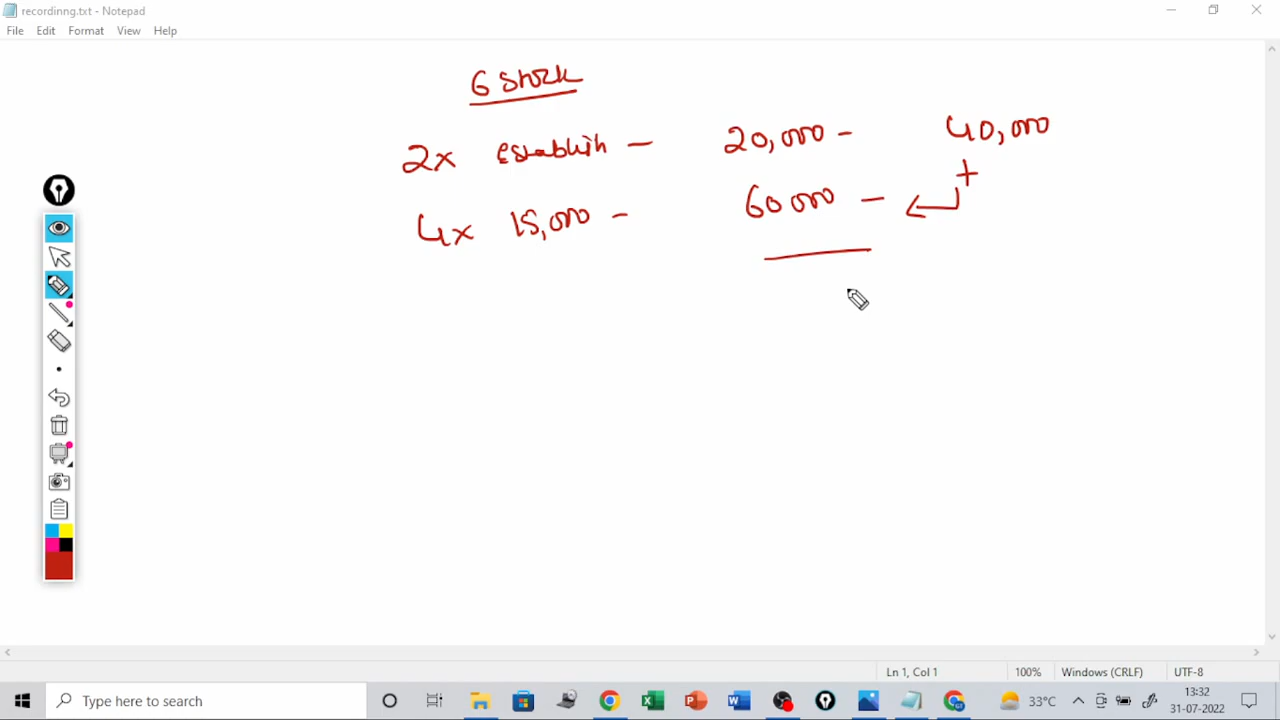 recordinng.txt - Notepad
File Edit Format View Help
6 Stock
2x establish - 20,000 - 40,000
+
4x 15,000 - 60000 -
Ln 1, Col 1 100% Windows (CRLF) UTF-8
Type here to search
33°C
13:32
31-07-2022